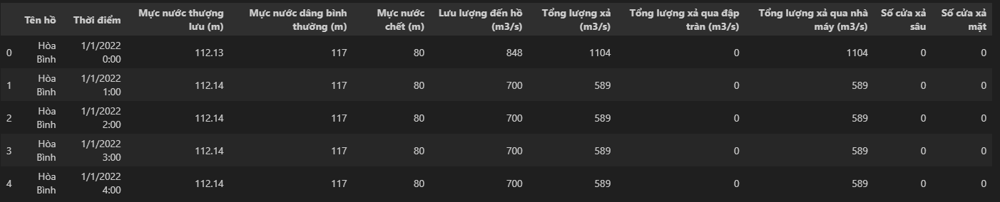 Tên hồ Thời điểm Mực nước thượng lưu (m) Mực nước dâng bình thường (m) Mực nước chết (m) Lưu lượng đến hồ (m3/s) Tổng lượng xả (m3/s) Tổng lượng xả qua đập tràn (m3/s) Tổng lượng xả qua nhà máy (m3/s) Số cửa xả sâu Số cửa xả mặt
0 Hòa Bình 1/1/2022 0:00 112.13 117 80 848 1104 0 1104 0 0
1 Hòa Bình 1/1/2022 1:00 112.14 117 80 700 589 0 589 0 0
2 Hòa Bình 1/1/2022 2:00 112.14 117 80 700 589 0 589 0 0
3 Hòa Bình 1/1/2022 3:00 112.14 117 80 700 589 0 589 0 0
4 Hòa Bình 1/1/2022 4:00 112.14 117 80 700 589 0 589 0 0